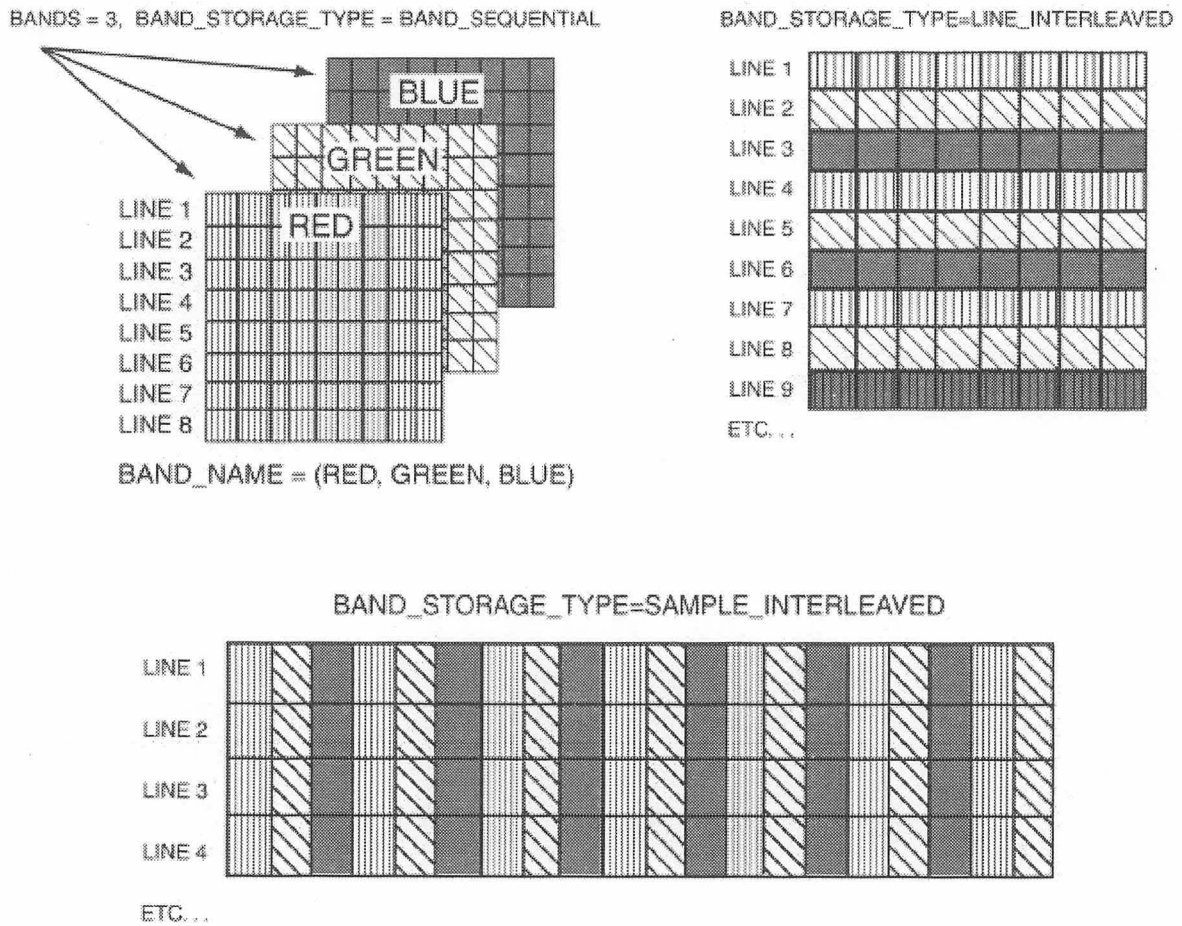 BANDS = 3, BAND_STORAGE_TYPE = BAND_SEQUENTIAL
BLUE
GREEN
RED
LINE 1
LINE 2
LINE 3
LINE 4
LINE 5
LINE 6
LINE 7
LINE 8
BAND_NAME = (RED, GREEN, BLUE)
BAND_STORAGE_TYPE=LINE_INTERLEAVED
LINE 1
LINE 2
LINE 3
LINE 4
LINE 5
LINE 6
LINE 7
LINE 8
LINE 9
ETC. . .
BAND_STORAGE_TYPE=SAMPLE_INTERLEAVED
LINE 1
LINE 2
LINE 3
LINE 4
ETC. . .